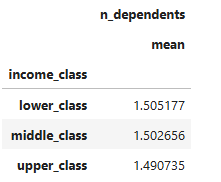 n_dependents
mean
income_class
lower_class 1.505177
middle_class 1.502656
upper_class 1.490735